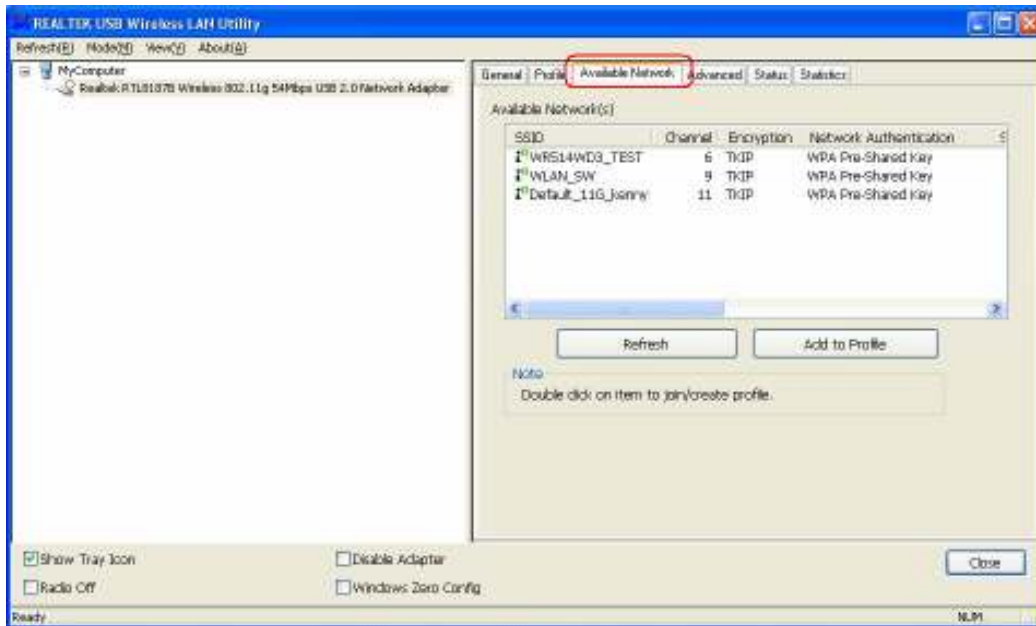 REALTEK USB Wireless LAN Utility
Refresh(R) Mode(M) View(V) About(A)
MyComputer
Realtek RTL8187B Wireless 802.11g 54Mbps USB 2.0 Network Adapter
General Profile Available Network Advanced Status Statistics
Available Network(s)
SSID Channel Encryption Network Authentication S
WRS14WD3_TEST 6 TKIP WPA Pre-Shared Key
WLAN_SW 9 TKIP WPA Pre-Shared Key
Default_11G_kenny 11 TKIP WPA Pre-Shared Key
Refresh Add to Profile
Note
Double click on item to join/create profile.
Show Tray Icon Disable Adapter Close
Radio Off Windows Zero Config
Ready NUM